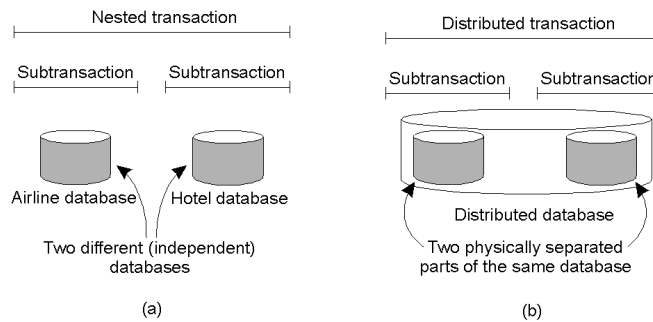 Nested transaction
Subtransaction
Subtransaction
Airline database
Hotel database
Two different (independent)
databases
(a)
Distributed transaction
Subtransaction
Subtransaction
Distributed database
Two physically separated
parts of the same database
(b)